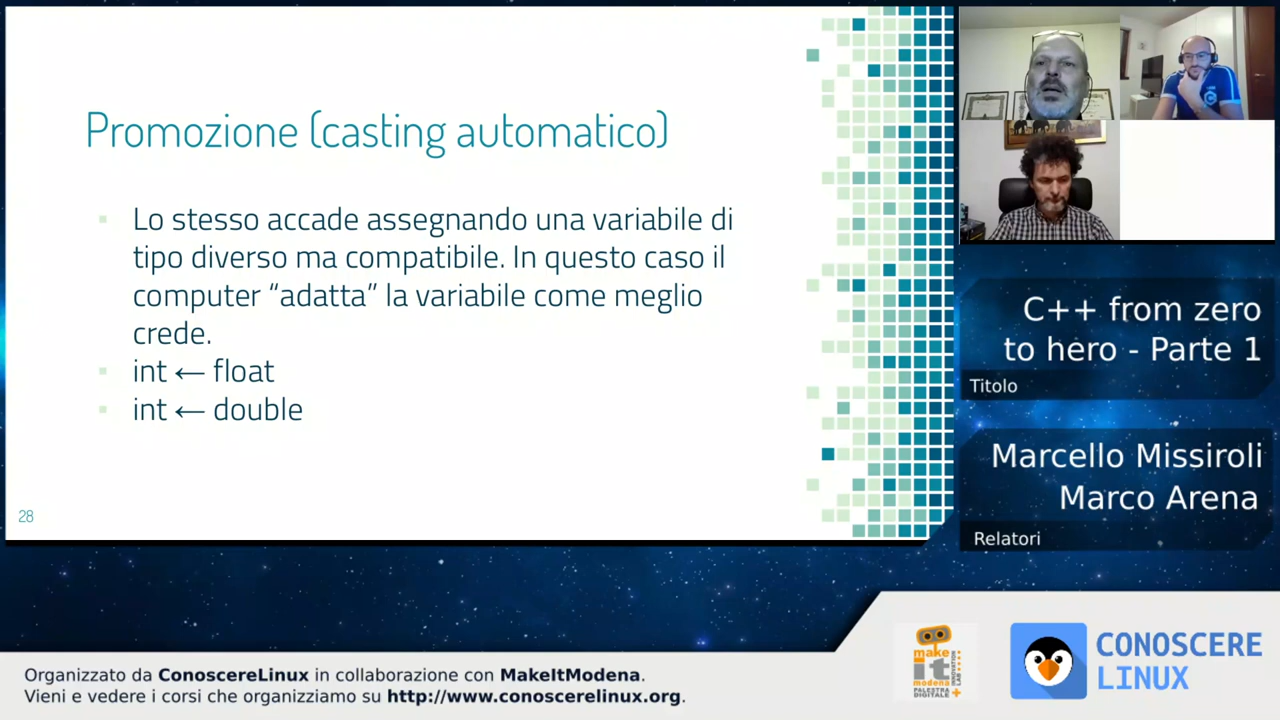 Promozione (casting automatico)
Lo stesso accade assegnando una variabile di
tipo diverso ma compatibile. In questo caso il
computer “adatta” la variabile come meglio
crede.
int ← float
int ← double
28
C++ from zero
to hero - Parte 1
Titolo
Marcello Missiroli
Marco Arena
Relatori
Organizzato da ConoscereLinux in collaborazione con MakeItModena.
Vieni e vedere i corsi che organizziamo su http://www.conoscerelinux.org.
make
it
modena
PALESTRA
DIGITALE
CONOSCERE
LINUX